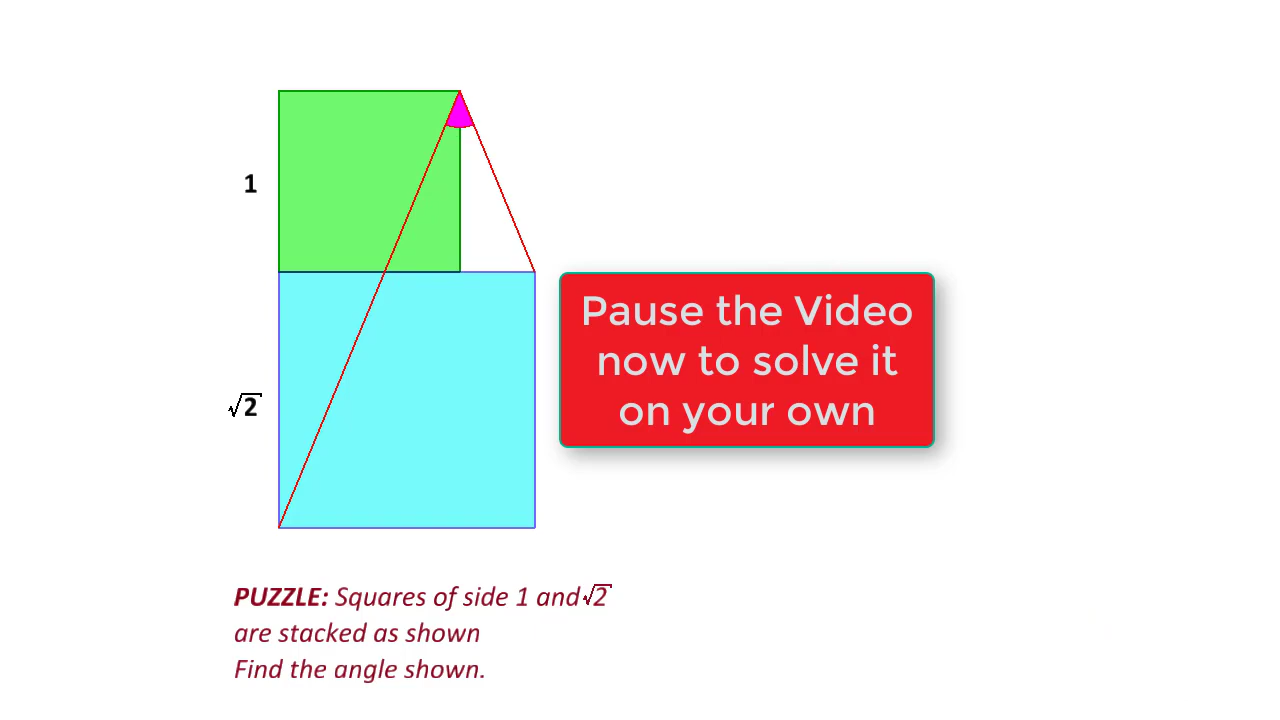 1
√2
Pause the Video
now to solve it
on your own
PUZZLE: Squares of side 1 and √2
are stacked as shown
Find the angle shown.